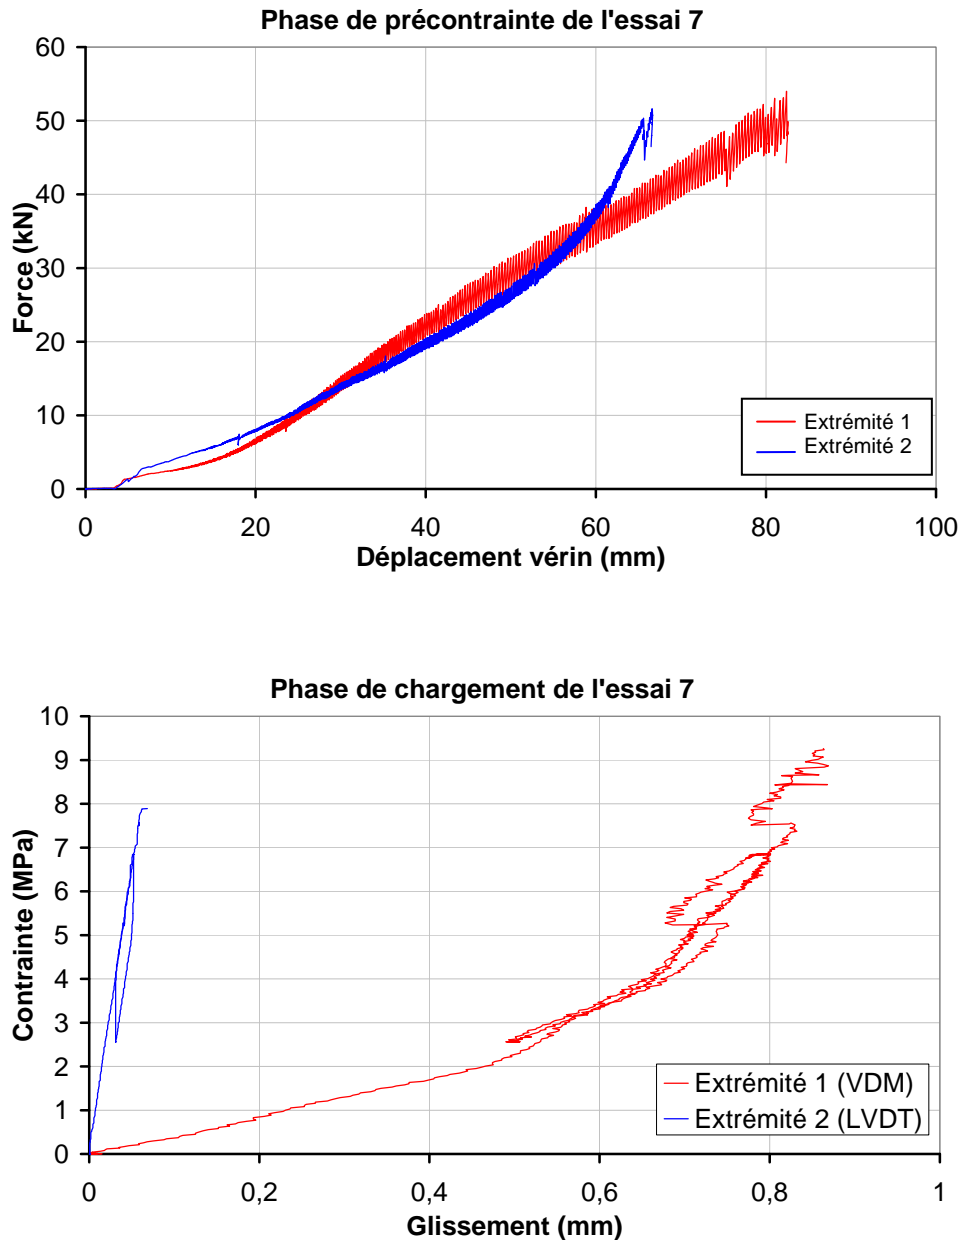 Phase de précontrainte de l'essai 7
60
50
40
30
20
10
0
Force (kN)
Extrémité 1
Extrémité 2
0 20 40 60 80 100
Déplacement vérin (mm)
Phase de chargement de l'essai 7
10
9
8
7
6
5
4
3
2
1
0
Contrainte (MPa)
Extrémité 1 (VDM)
Extrémité 2 (LVDT)
0 0,2 0,4 0,6 0,8 1
Glissement (mm)